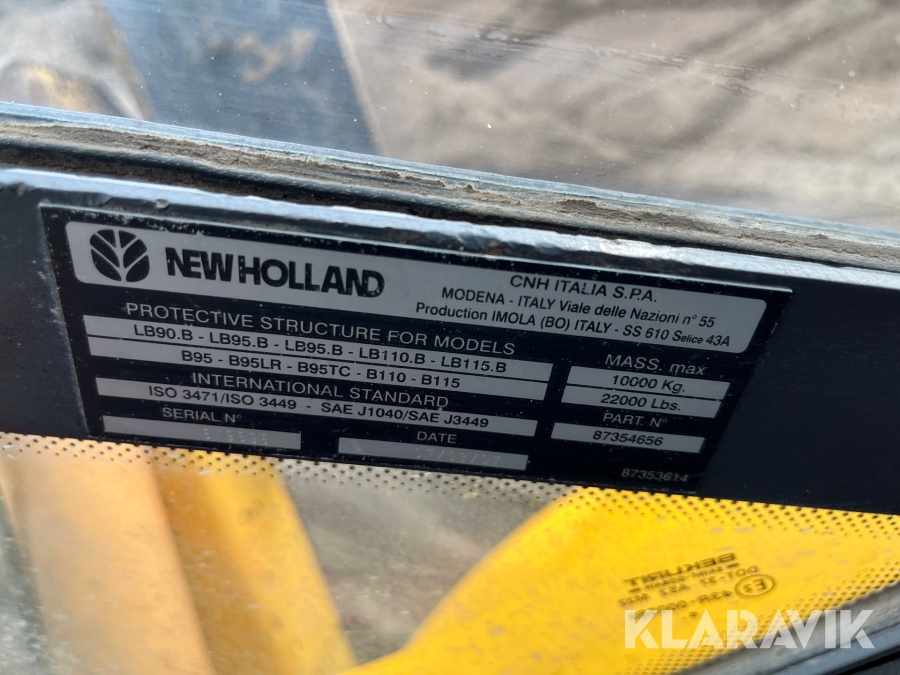 NEW HOLLAND
CNH ITALIA S.P.A.
MODENA - ITALY Viale delle Nazioni n° 55
Production IMOLA (BO) ITALY - SS 610 Selice 43A
PROTECTIVE STRUCTURE FOR MODELS
LB90.B - LB95.B - LB95.B - LB110.B - LB115.B
B95 - B95LR - B95TC - B110 - B115
INTERNATIONAL STANDARD
ISO 3471/ISO 3449 - SAE J1040/SAE J3449
MASS. max
10000 Kg.
22000 Lbs.
PART. N°
87354656
SERIAL N°
DATE
87353614
SEKURIT
KLARAVIK